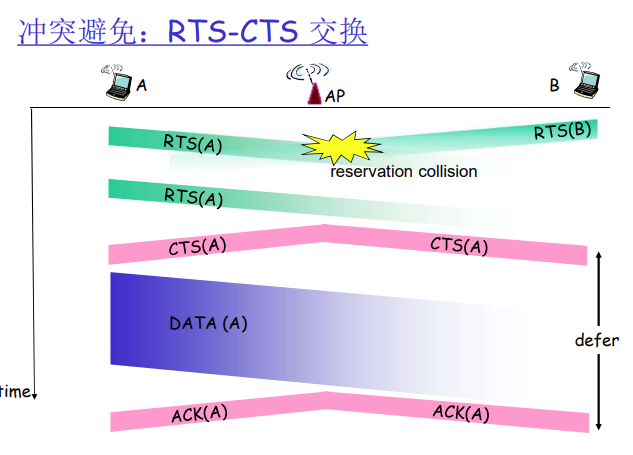 冲突避免：RTS-CTS 交换
A
AP
B
RTS(A)
RTS(B)
reservation collision
RTS(A)
CTS(A)
CTS(A)
DATA (A)
defer
time
ACK(A)
ACK(A)